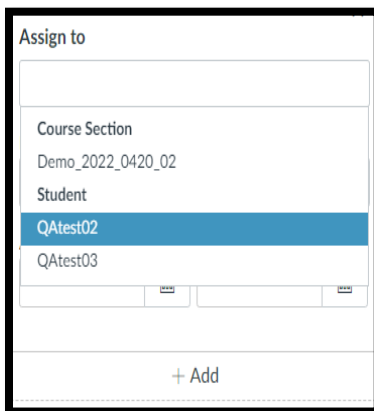 Assign to
Course Section
Demo_2022_0420_02
Student
QAtest02
QAtest03
+ Add